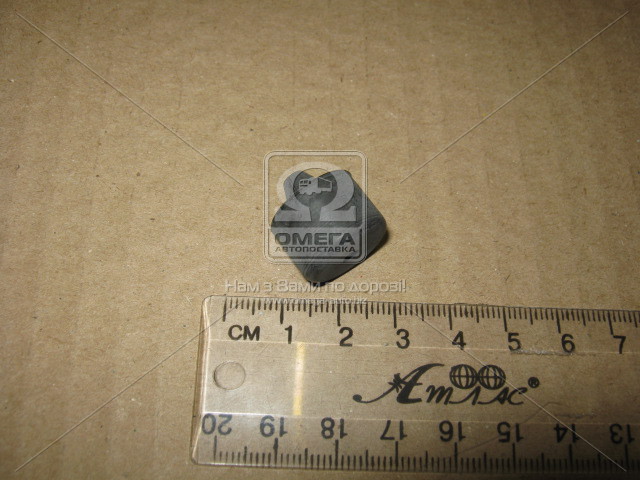 ОМЕГА
АВТОПОСТАВКА
Нам з Вами по дорозі!
СМ 1 2 3 4 5 6 7
Атлас®
20 19 18 17 16 15 14 13